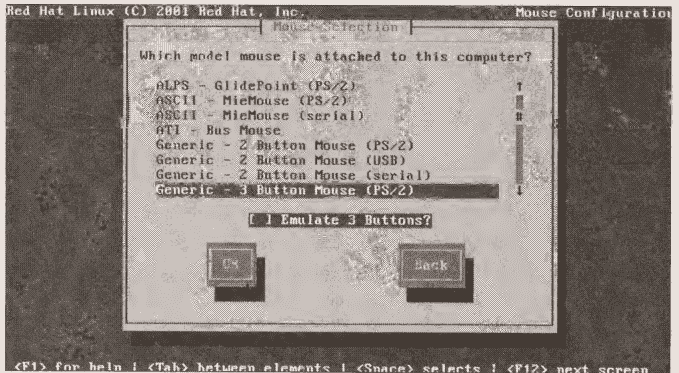 Red Hat Linux (C) 2001 Red Hat, Inc. Mouse Configuration
Mouse Selection
Which model mouse is attached to this computer?
ALPS - GlidePoint (PS/2)
ASCII - MieMouse (PS/2)
ASCII - MieMouse (serial)
ATI - Bus Mouse
Generic - 2 Button Mouse (PS/2)
Generic - 2 Button Mouse (USB)
Generic - 2 Button Mouse (serial)
Generic - 3 Button Mouse (PS/2)
[ ] Emulate 3 Buttons?
Ok Back
<F1> for help | <Tab> between elements | <Space> selects | <F12> next screen